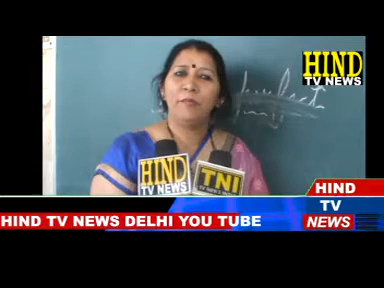 HIND
TV NEWS
HIND
TV NEWS
TNI
HIND
TV
NEWS
HIND TV NEWS DELHI YOU TUBE